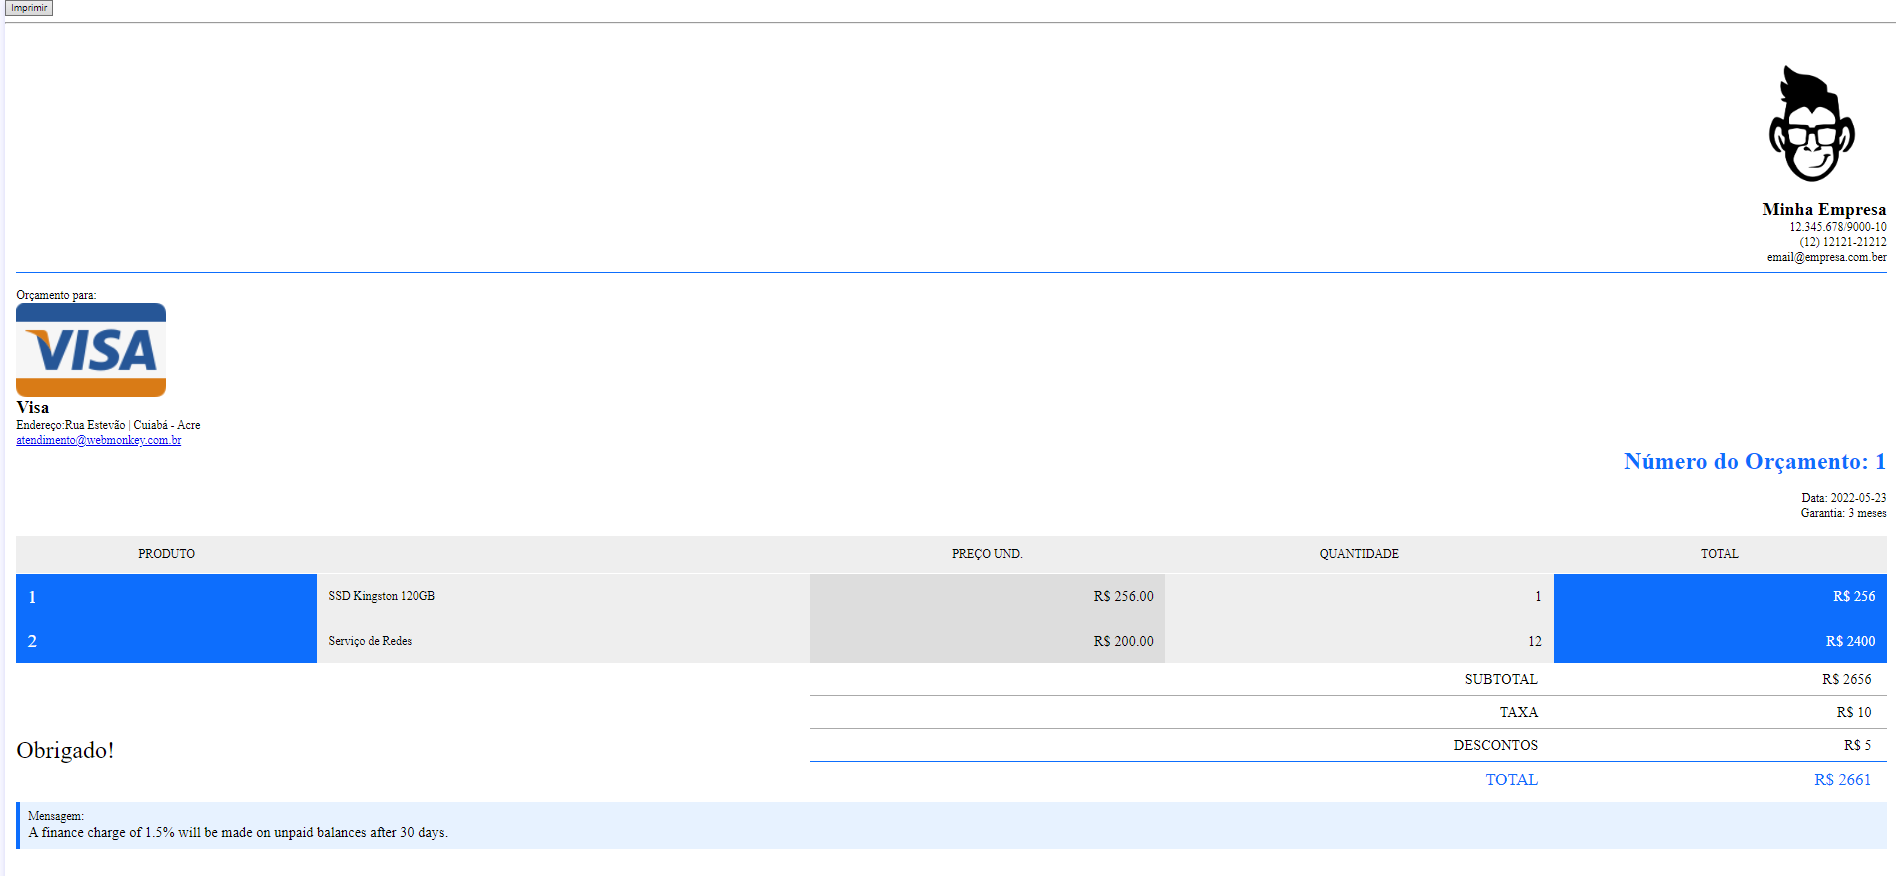 Imprimir
Minha Empresa
12.345.678/9000-10
(12) 12121-21212
email@empresa.com.ber
Orçamento para:
VISA
Visa
Endereço:Rua Estevão | Cuiabá - Acre
atendimento@webmonkey.com.br
Número do Orçamento: 1
Data: 2022-05-23
Garantia: 3 meses
PRODUTO PREÇO UND. QUANTIDADE TOTAL
1 SSD Kingston 120GB R$ 256.00 1 R$ 256
2 Serviço de Redes R$ 200.00 12 R$ 2400
SUBTOTAL R$ 2656
TAXA R$ 10
DESCONTOS R$ 5
Obrigado!
TOTAL R$ 2661
Mensagem:
A finance charge of 1.5% will be made on unpaid balances after 30 days.